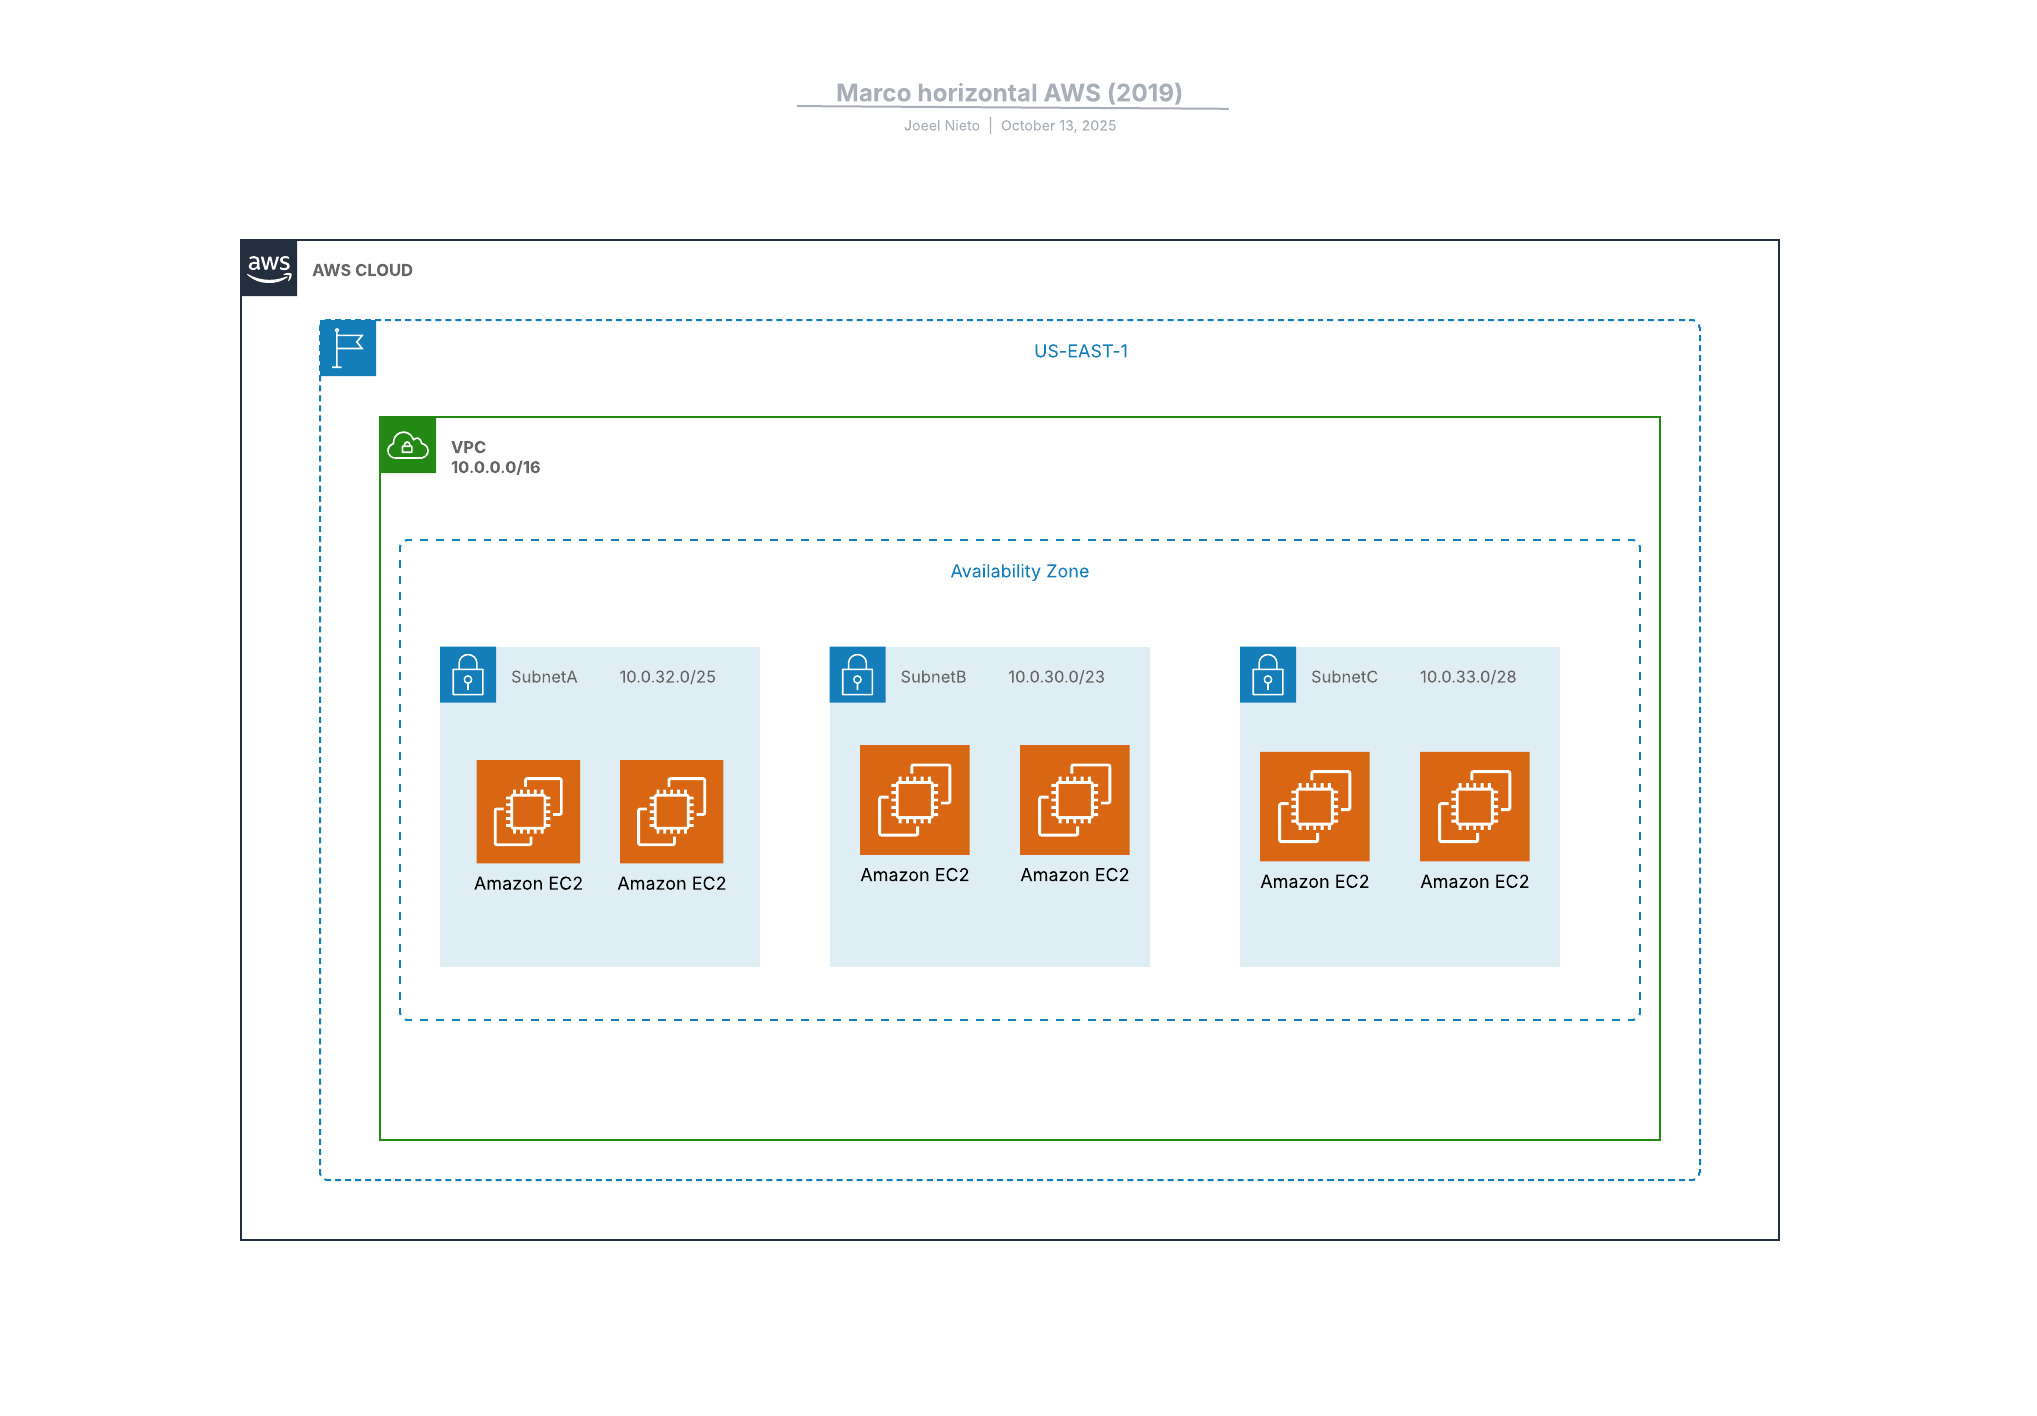 Marco horizontal AWS (2019)
Joeel Nieto | October 13, 2025
aws
AWS CLOUD
US-EAST-1
VPC
10.0.0.0/16
Availability Zone
SubnetA 10.0.32.0/25
SubnetB 10.0.30.0/23
SubnetC 10.0.33.0/28
Amazon EC2 Amazon EC2
Amazon EC2 Amazon EC2
Amazon EC2 Amazon EC2